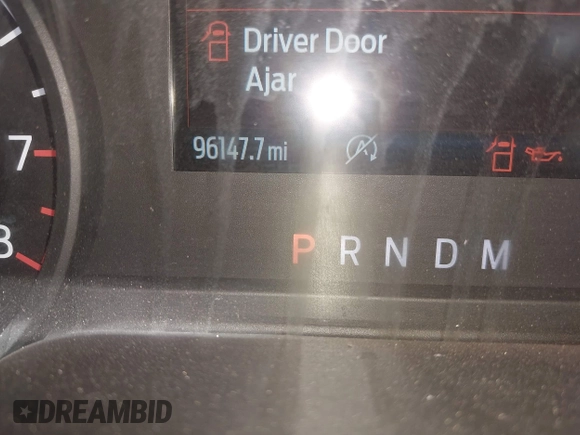 Driver Door
Ajar
96147.7 mi
7
8
P R N D M
DREAMBID